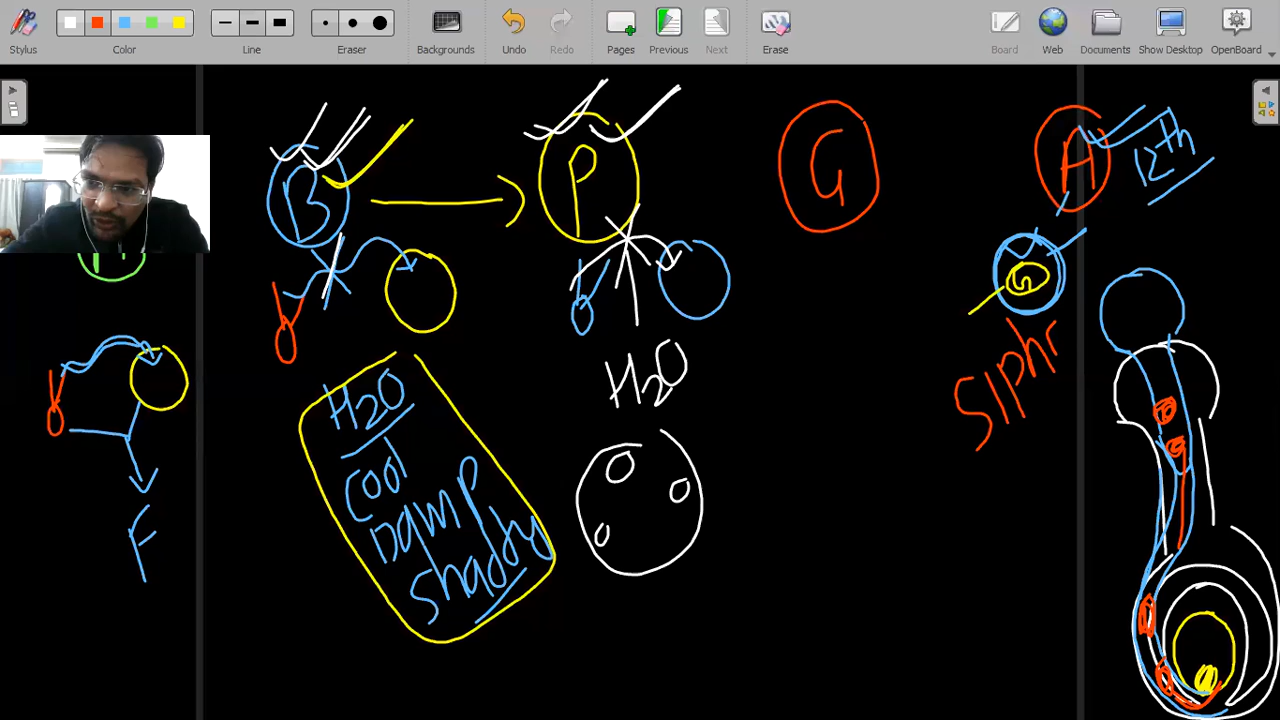 Stylus
Color
Line
Eraser
Backgrounds
Undo
Redo
Pages
Previous
Next
Erase
Board
Web
Documents
Show Desktop
OpenBoard
B
P
G
A
12th
G
SIphr
H2O
cool
Damp
shaddy
H2O
F